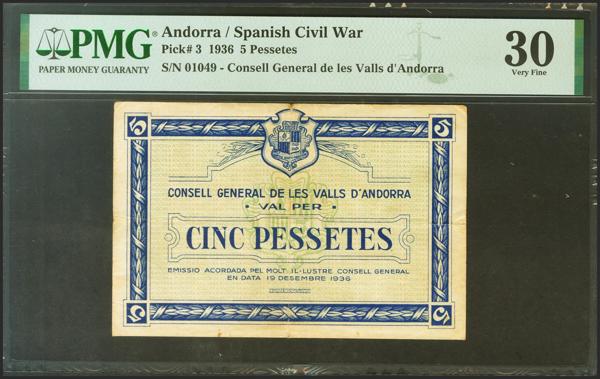 PMG®
PAPER MONEY GUARANTY
Andorra / Spanish Civil War
Pick# 3 1936 5 Pessetes
S/N 01049 - Consell General de les Valls d'Andorra
30
Very Fine
5 5
CONSELL GENERAL DE LES VALLS D'ANDORRA
• VAL PER •
CINC PESSETES
EMISSIO ACORDADA PEL MOLT IL·LUSTRE CONSELL GENERAL
EN DATA 19 DESEMBRE 1936
5 5